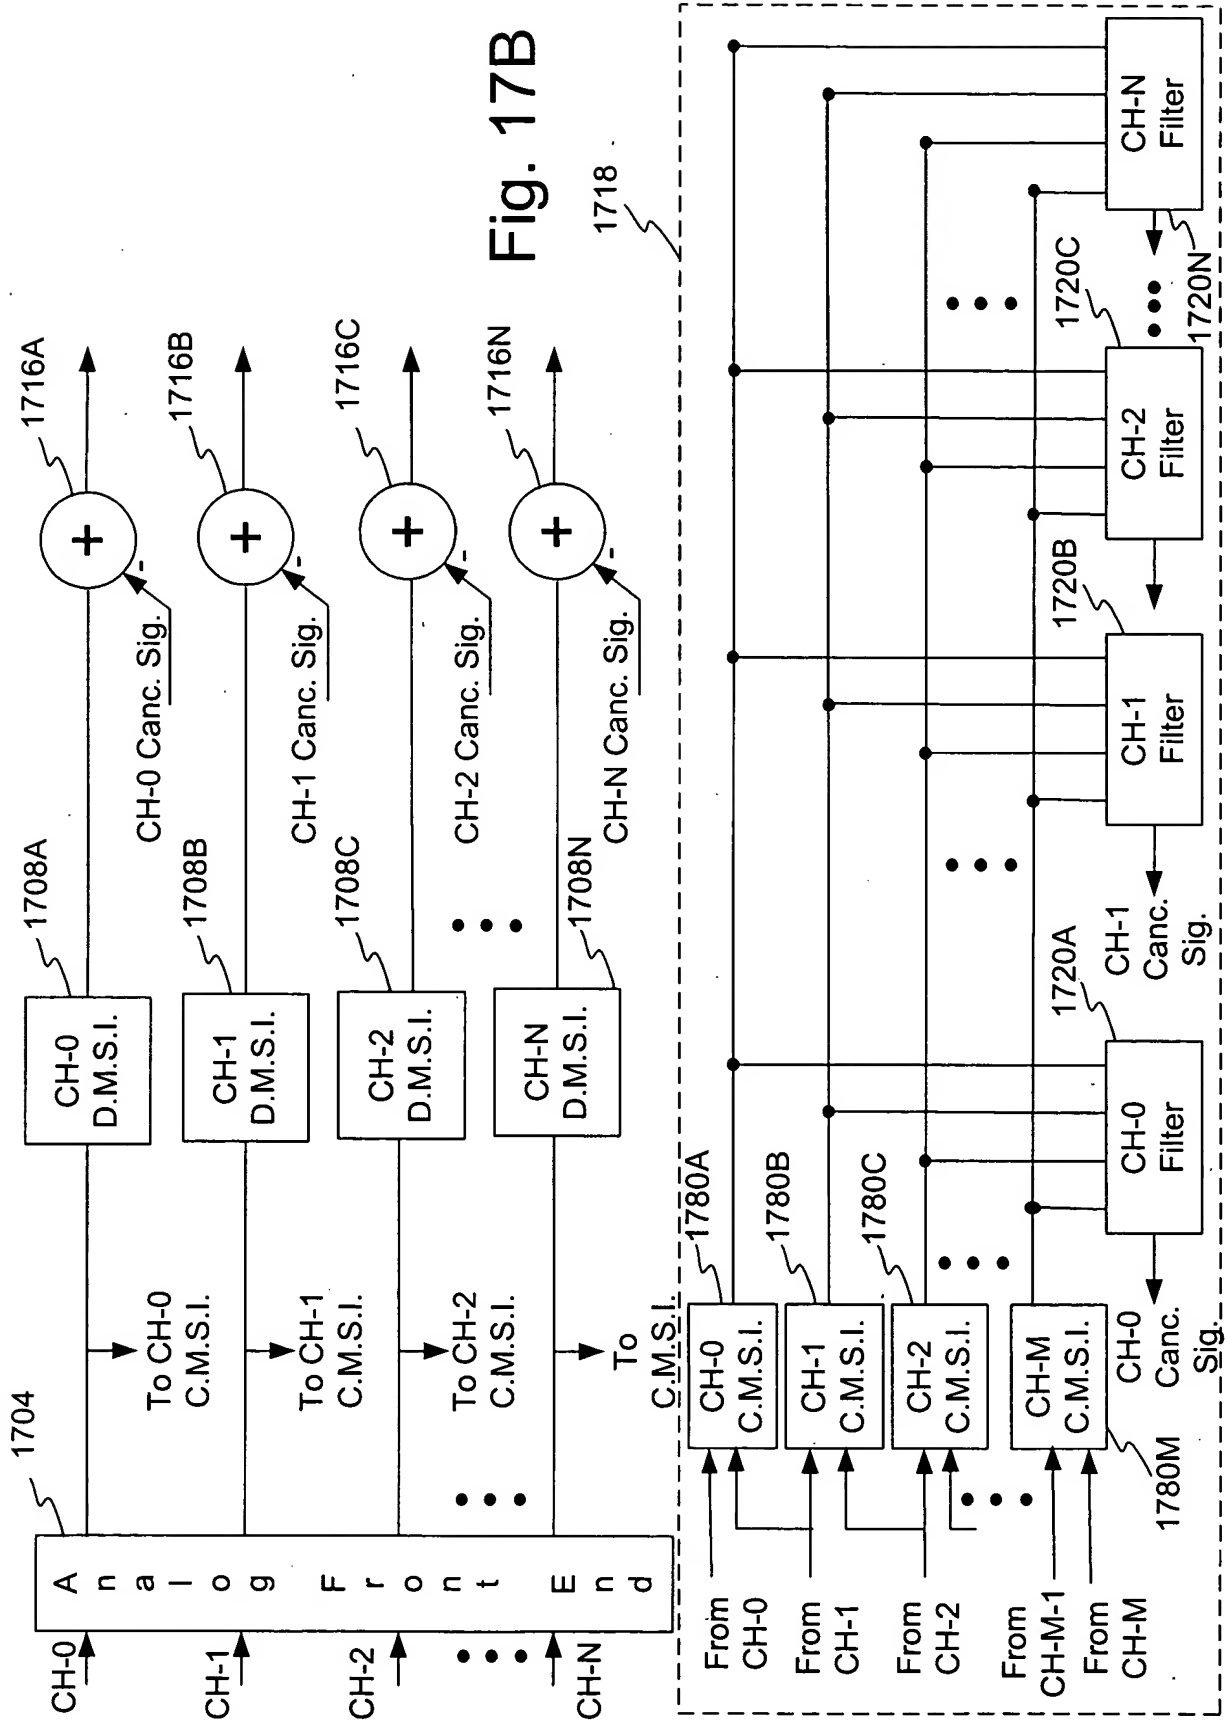 Fig. 17B
1704
Analog Front End
CH-0
CH-1
CH-2
CH-N
To CH-0
C.M.S.I.
To CH-1
C.M.S.I.
To CH-2
C.M.S.I.
To
C.M.S.I.
CH-0
D.M.S.I.
1708A
CH-1
D.M.S.I.
1708B
CH-2
D.M.S.I.
1708C
CH-N
D.M.S.I.
1708N
CH-0 Canc. Sig.
-
+
1716A
CH-1 Canc. Sig.
-
+
1716B
CH-2 Canc. Sig.
-
+
1716C
CH-N Canc. Sig.
-
+
1716N
1718
From
CH-0
From
CH-1
From
CH-2
From
CH-M-1
From
CH-M
CH-0
C.M.S.I.
1780A
CH-1
C.M.S.I.
1780B
CH-2
C.M.S.I.
1780C
CH-M
C.M.S.I.
1780M
CH-0
Canc.
Sig.
CH-0
Filter
1720A
CH-1
Canc.
Sig.
CH-1
Filter
1720B
CH-2
Filter
1720C
CH-N
Filter
1720N